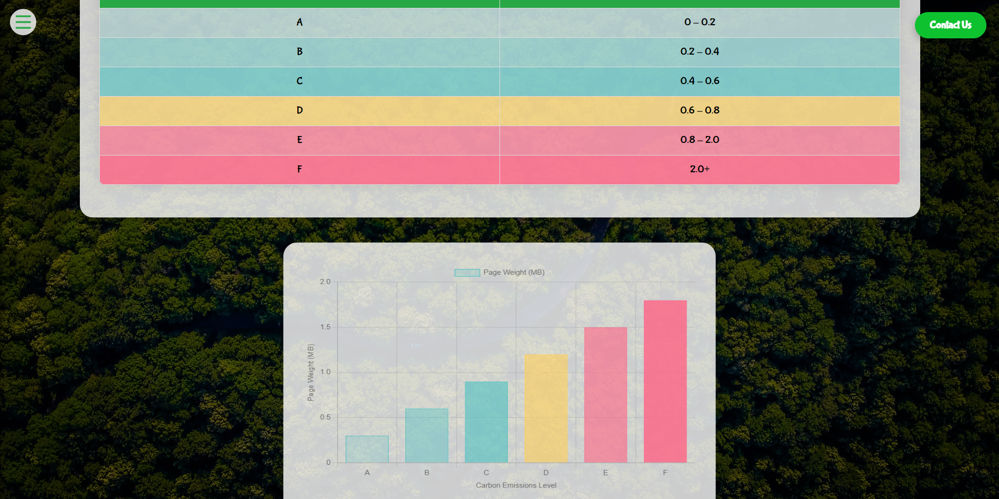 A 0 – 0.2
Contact Us
B 0.2 – 0.4
C 0.4 – 0.6
D 0.6 – 0.8
E 0.8 – 2.0
F 2.0+
Page Weight (MB)
2.0
1.5
1.0
0.5
0
Page Weight (MB)
A B C D E F
Carbon Emissions Level